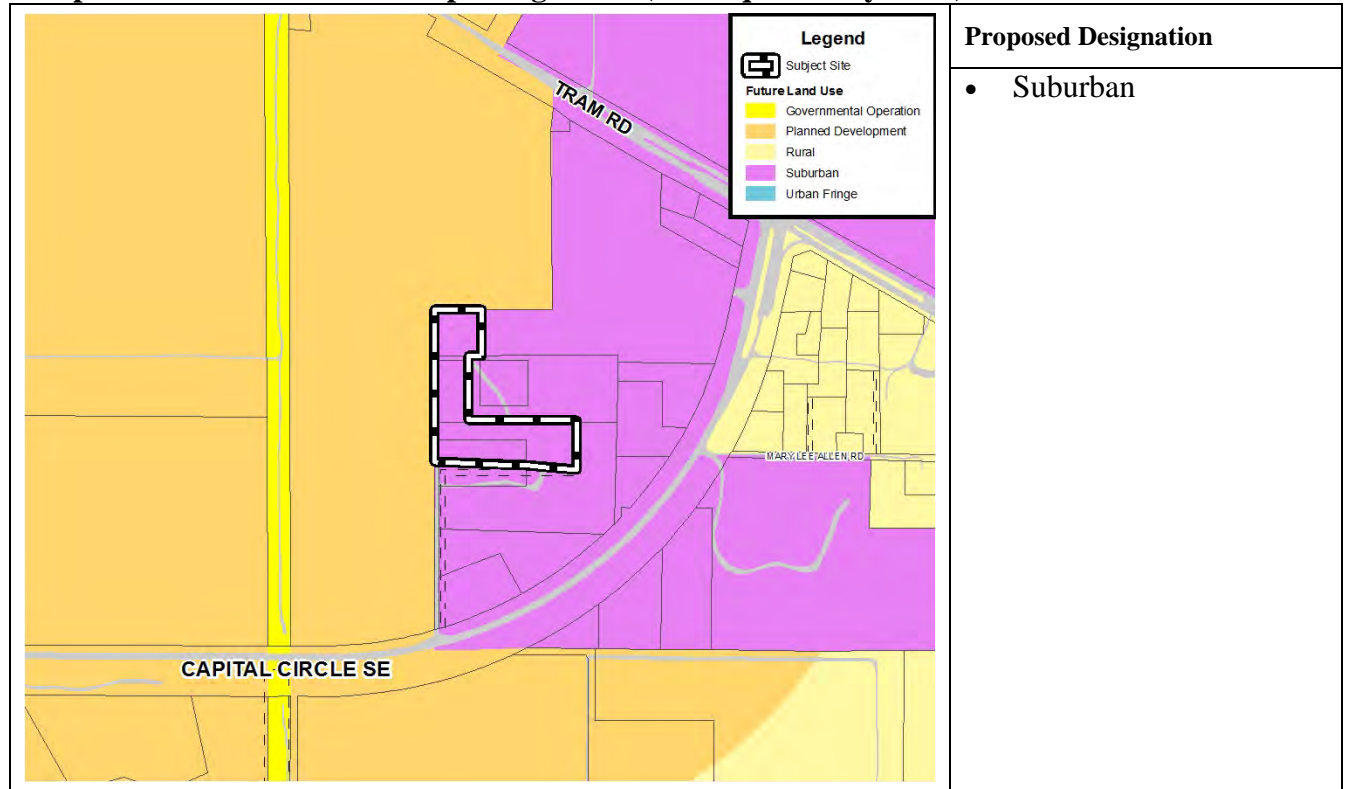 Legend
Subject Site
Future Land Use
Governmental Operation
Planned Development
Rural
Suburban
Urban Fringe
TRAM RD
MARY LEE ALLEN RD
CAPITAL CIRCLE SE
Proposed Designation
• Suburban